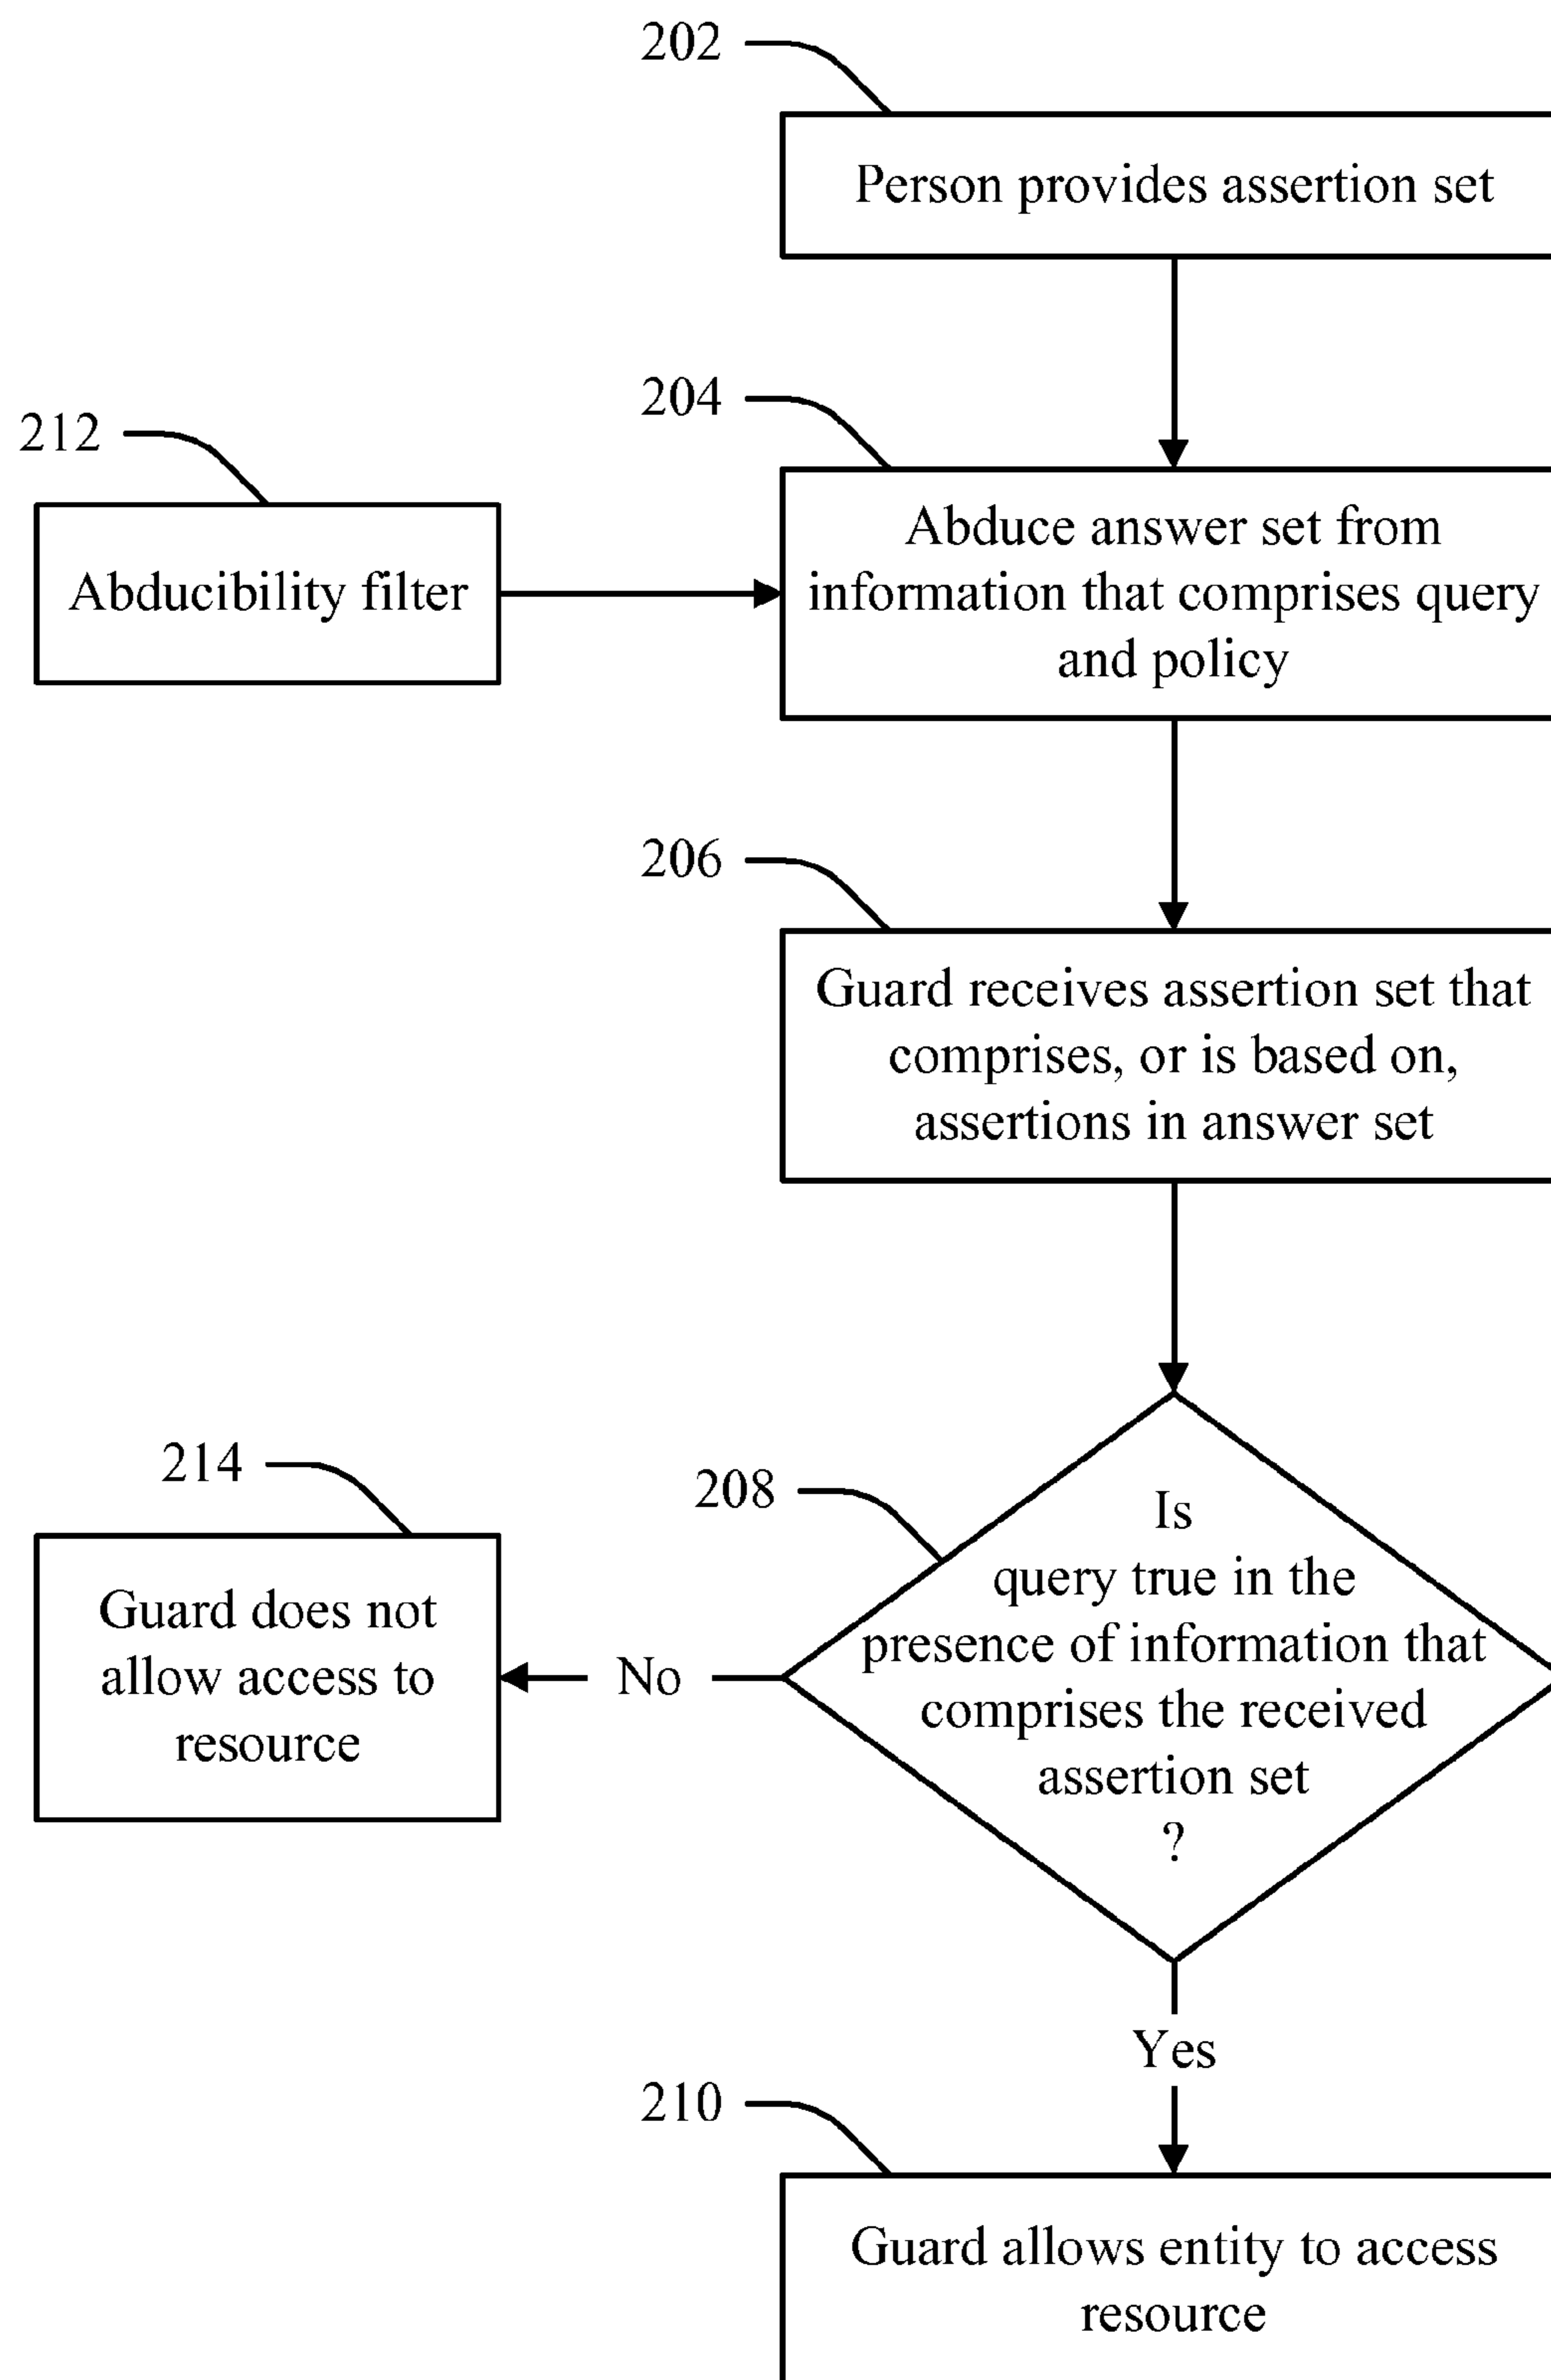 202
Person provides assertion set
204
212
Abducibility filter
Abduce answer set from
information that comprises query
and policy
206
Guard receives assertion set that
comprises, or is based on,
assertions in answer set
214
208
Guard does not
allow access to
resource
No
Is
query true in the
presence of information that
comprises the received
assertion set
?
Yes
210
Guard allows entity to access
resource